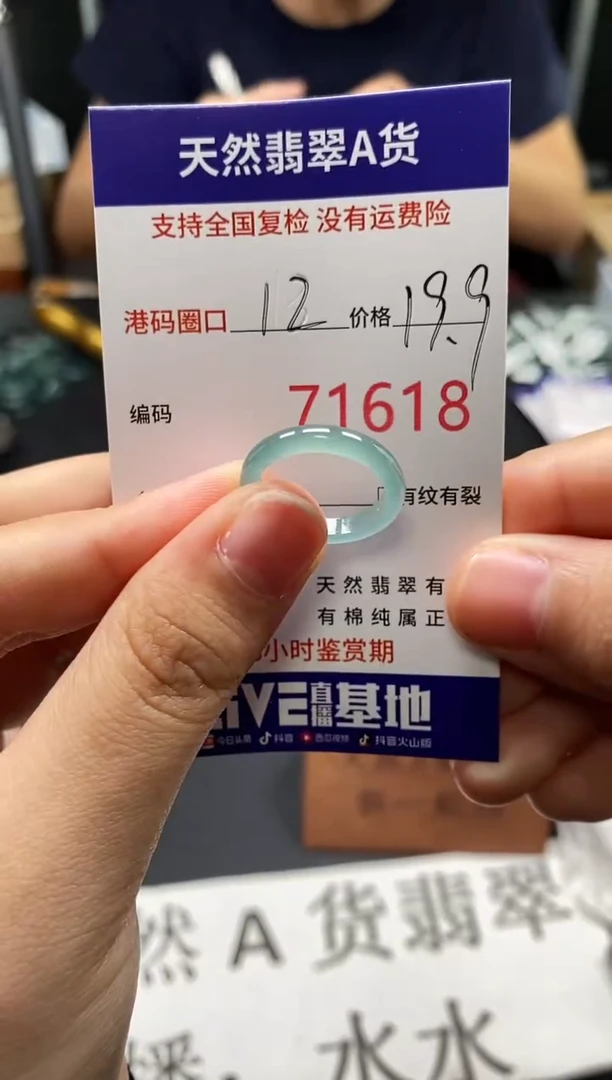 天然翡翠A货
支持全国复检 没有运费险
港码圈口 12 价格 19.9
编码 71618
有纹有裂
天然翡翠有
有棉纯属正
小时鉴赏期
IVE直播基地
今日头条 抖音 西瓜视频 抖音火山版
然 A 货翡翠
水水